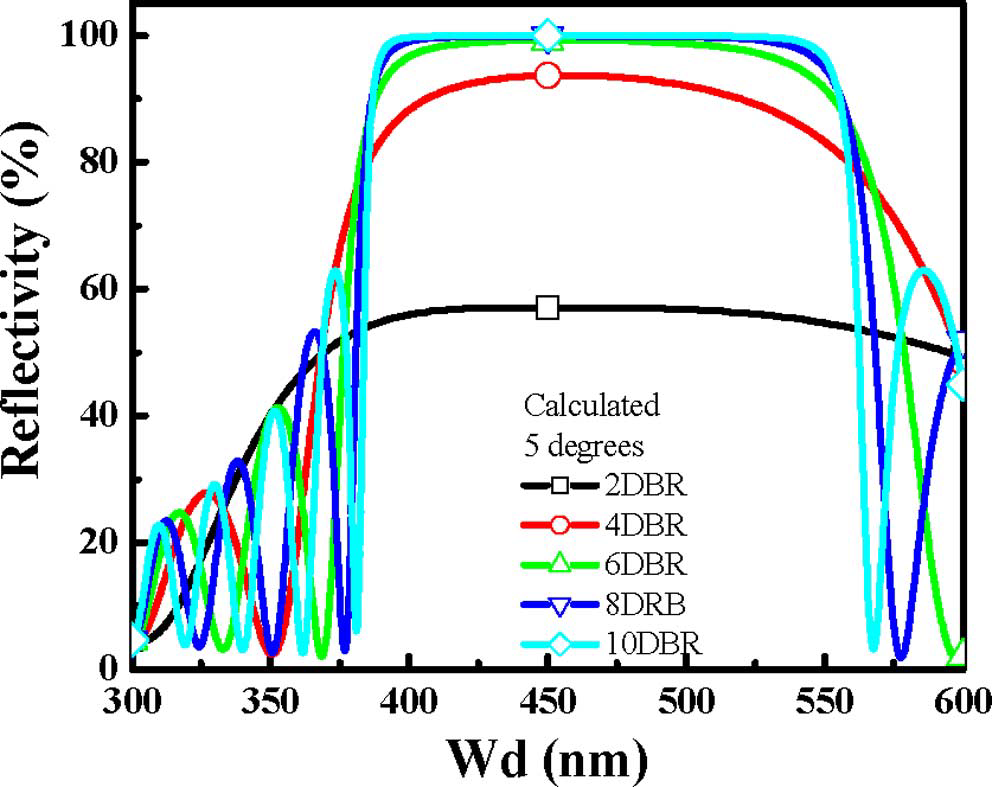 100
80
60
40
20
0
Reflectivity (%)
Calculated
5 degrees
2DBR
4DBR
6DBR
8DRB
10DBR
300 350 400 450 500 550 600
Wd (nm)